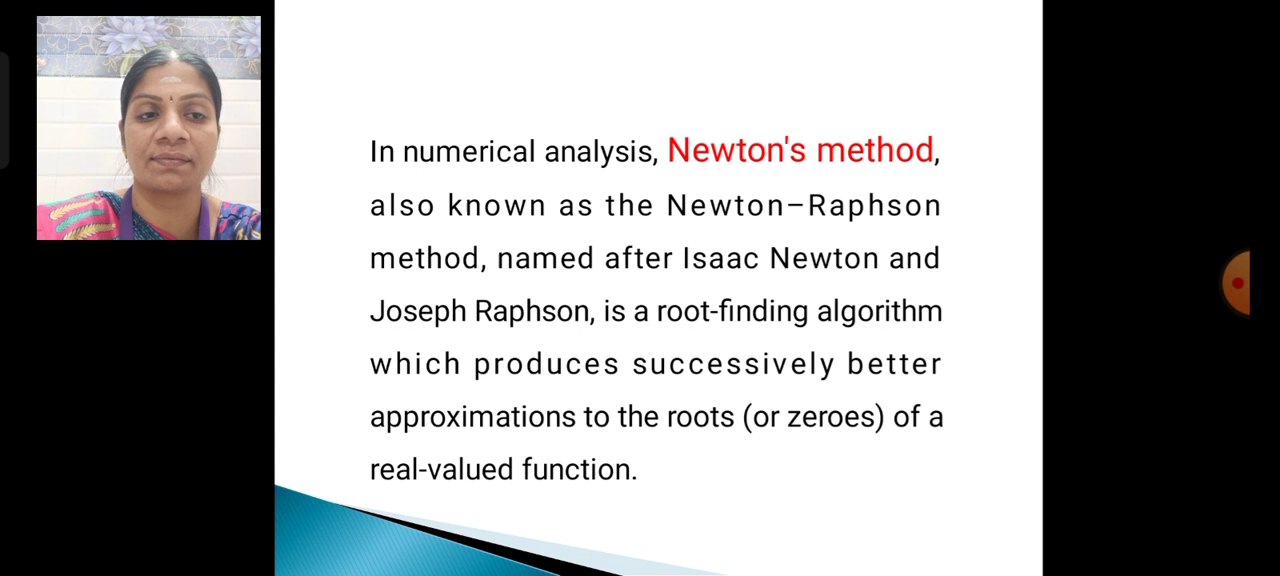 In numerical analysis, Newton's method,
also known as the Newton–Raphson
method, named after Isaac Newton and
Joseph Raphson, is a root-finding algorithm
which produces successively better
approximations to the roots (or zeroes) of a
real-valued function.